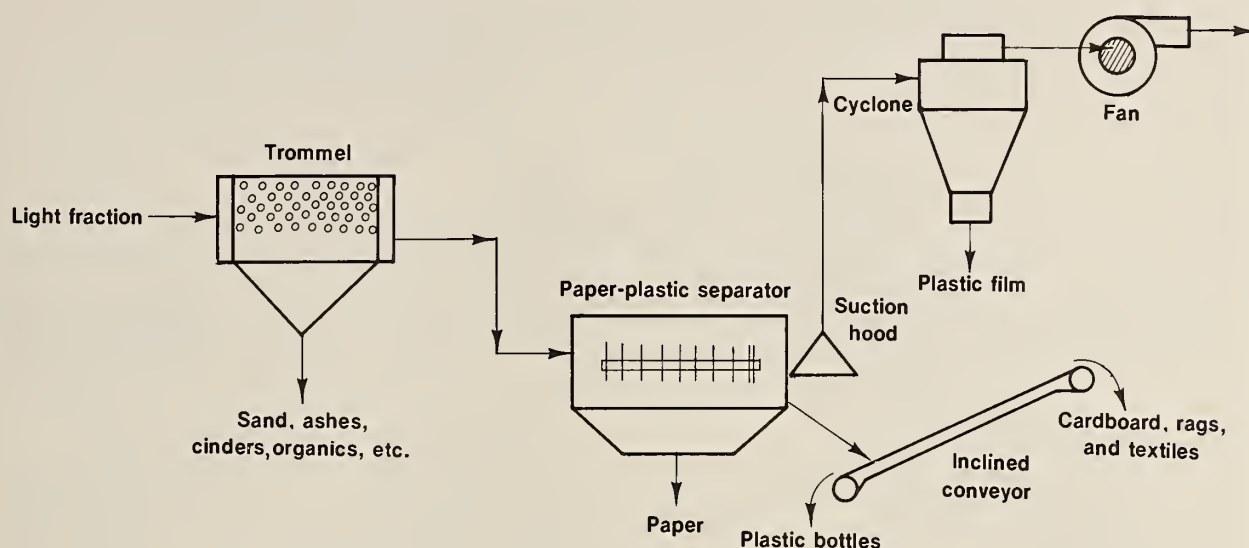 Trommel
Light fraction
Sand, ashes,
cinders, organics, etc.
Paper-plastic separator
Paper
Suction
hood
Cyclone
Plastic film
Fan
Inclined
conveyor
Plastic bottles
Cardboard, rags,
and textiles